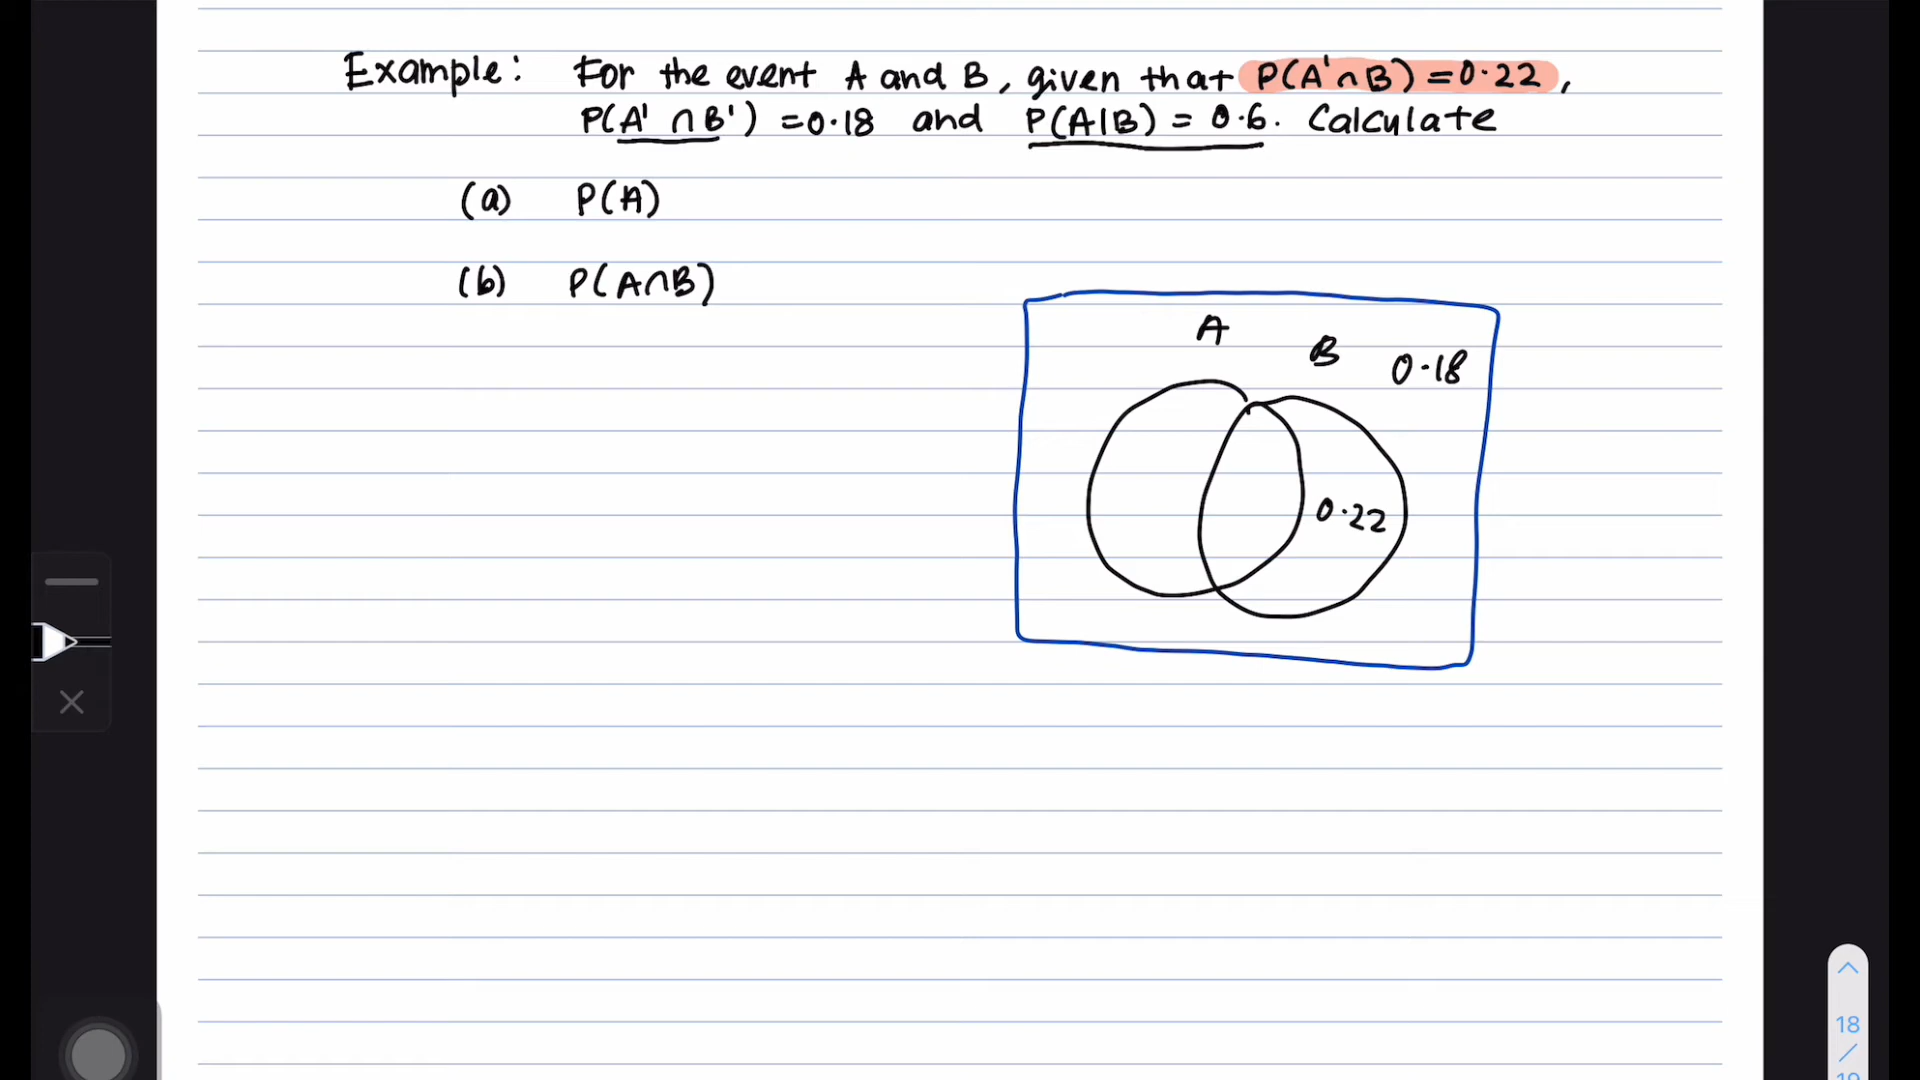 Example: For the event A and B, given that P(A'∩B) = 0.22,
P(A' ∩B') =0.18 and P(A|B) = 0.6. Calculate
(a) P(A)
(b) P(A∩B)
A
B
0.18
0.22
18
/